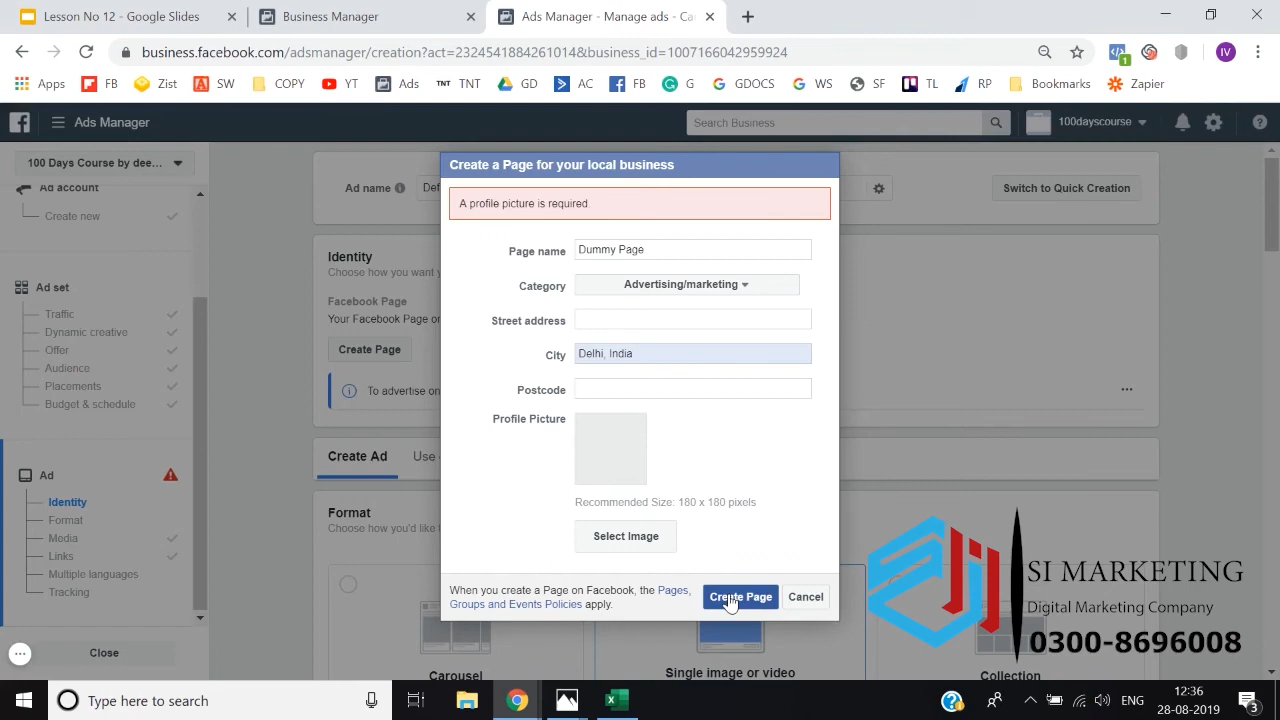 Lesson No 12 - Google Slides
Business Manager
Ads Manager - Manage ads - Ca
business.facebook.com/adsmanager/creation?act=2324541884261014&business_id=1007166042959924
IV
1
Apps
FB
Zist
SW
COPY
YT
Ads
TNT
TNT
GD
AC
FB
G
GDOCS
WS
SF
TL
RP
Bookmarks
Zapier
Ads Manager
Search Business
100dayscourse
100 Days Course by dee...
Ad account
Create new
Ad set
Traffic
Dynamic creative
Offer
Audience
Placements
Budget & schedule
Ad
Identity
Format
Media
Links
Multiple languages
Tracking
Close
Ad name
Def
Switch to Quick Creation
Identity
Choose how you want y
Facebook Page
Your Facebook Page or
Create Page
To advertise on
Create Ad
Use
Format
Choose how you'd like t
Carousel
Single image or video
Collection
Create a Page for your local business
A profile picture is required.
Page name
Dummy Page
Category
Advertising/marketing
Street address
City
Delhi, India
Postcode
Profile Picture
Recommended Size: 180 x 180 pixels
Select Image
When you create a Page on Facebook, the Pages,
Groups and Events Policies apply.
Create Page
Cancel
SI MARKETING
Digital Marketing Company
0300-8696008
Type here to search
ENG
12:36
28-08-2019
3